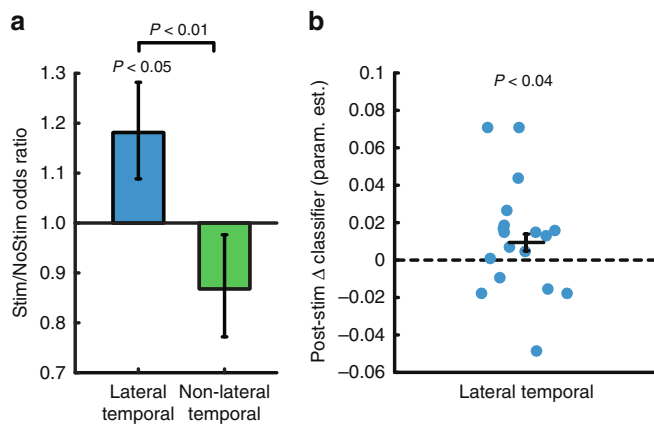 a
P < 0.01
P < 0.05
1.3
1.2
1.1
1.0
0.9
0.8
0.7
Stim/NoStim odds ratio
Lateral
temporal
Non-lateral
temporal
b
P < 0.04
0.1
0.08
0.06
0.04
0.02
0
−0.02
−0.04
−0.06
Post-stim Δ classifier (param. est.)
Lateral temporal